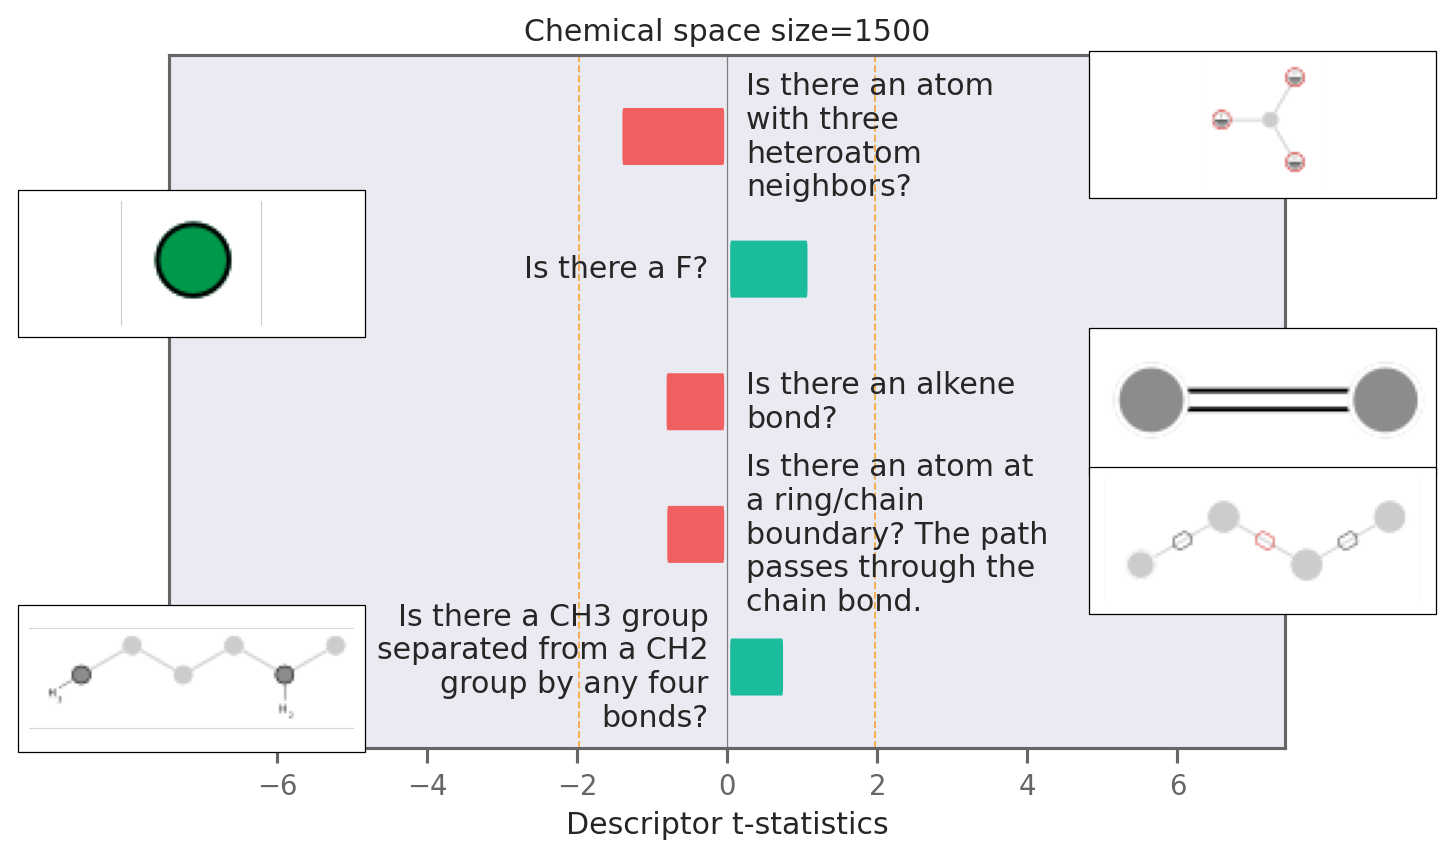 Chemical space size=1500
Is there an atom
with three
heteroatom
neighbors?
Is there a F?
Is there an alkene
bond?
Is there an atom at
a ring/chain
boundary? The path
passes through the
chain bond.
Is there a CH3 group
separated from a CH2
group by any four
bonds?
H3
H2
−6
−4
−2
0
2
4
6
Descriptor t-statistics